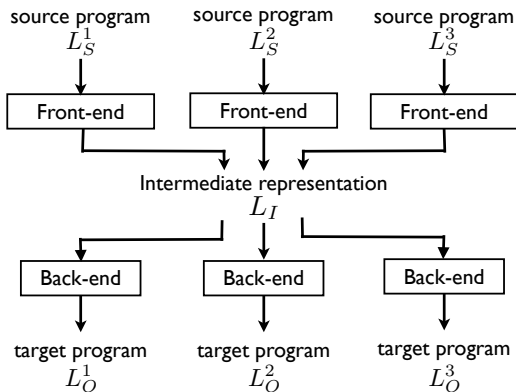 source program source program source program
L_S^1 L_S^2 L_S^3
Front-end Front-end Front-end
Intermediate representation
L_I
Back-end Back-end Back-end
target program target program target program
L_O^1 L_O^2 L_O^3